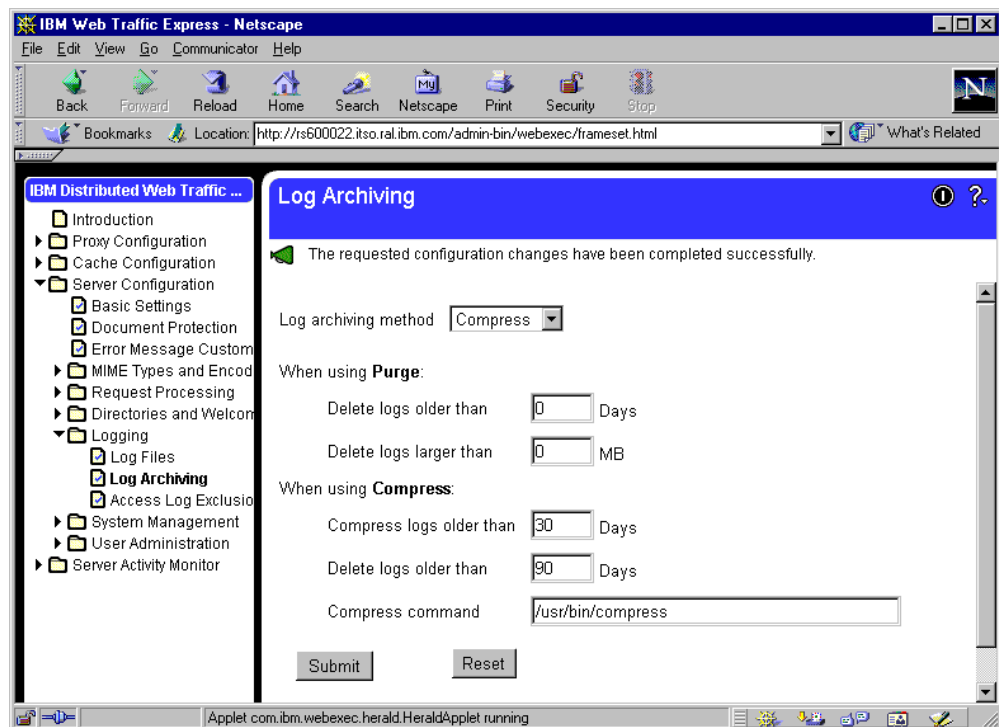 IBM Web Traffic Express - Netscape
File Edit View Go Communicator Help
Back Forward Reload Home Search Netscape Print Security Stop
My
N
Bookmarks Location: http://rs600022.itso.ral.ibm.com/admin-bin/webexec/frameset.html What's Related
IBM Distributed Web Traffic ...
Introduction
Proxy Configuration
Cache Configuration
Server Configuration
Basic Settings
Document Protection
Error Message Custom
MIME Types and Encod
Request Processing
Directories and Welcom
Logging
Log Files
Log Archiving
Access Log Exclusio
System Management
User Administration
Server Activity Monitor
Log Archiving
?
The requested configuration changes have been completed successfully.
Log archiving method Compress
When using Purge:
Delete logs older than 0 Days
Delete logs larger than 0 MB
When using Compress:
Compress logs older than 30 Days
Delete logs older than 90 Days
Compress command /usr/bin/compress
Submit Reset
Applet com.ibm.webexec.herald.HeraldApplet running